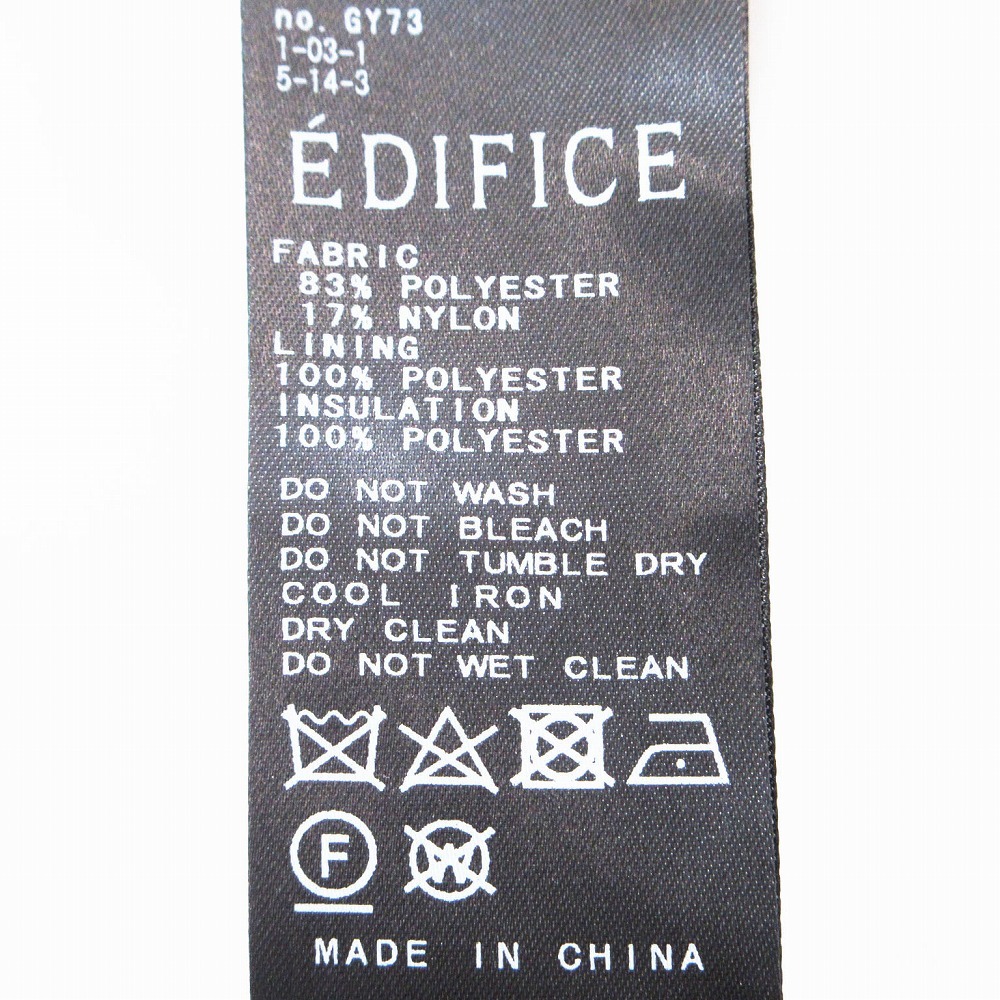 no. GY73
1-03-1
5-14-3
ÉDIFICE
FABRIC
83% POLYESTER
17% NYLON
LINING
100% POLYESTER
INSULATION
100% POLYESTER
DO NOT WASH
DO NOT BLEACH
DO NOT TUMBLE DRY
COOL IRON
DRY CLEAN
DO NOT WET CLEAN
F W
MADE IN CHINA